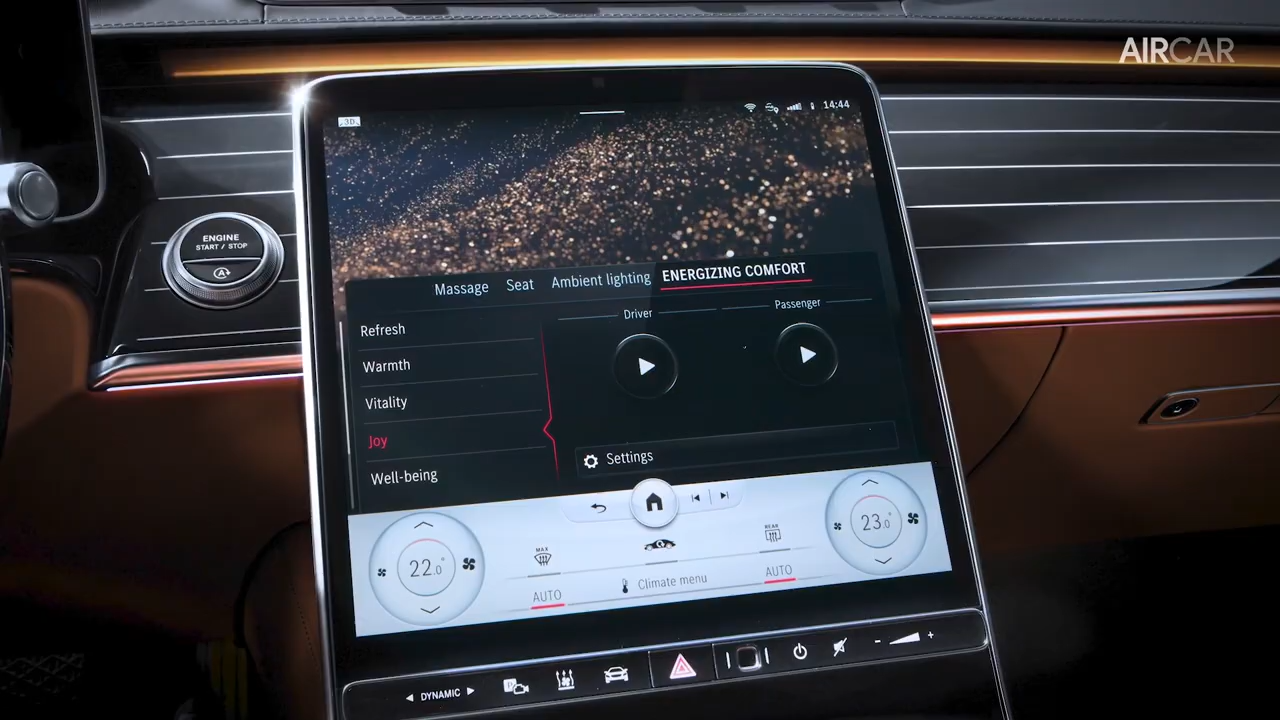 AIRCAR
3D
14:44
ENGINE
START / STOP
A
Massage Seat Ambient lighting ENERGIZING COMFORT
Driver Passenger
Refresh
Warmth
Vitality
Joy
Well-being
Settings
MAX REAR
22.0° 23.0°
AUTO Climate menu AUTO
DYNAMIC
- +